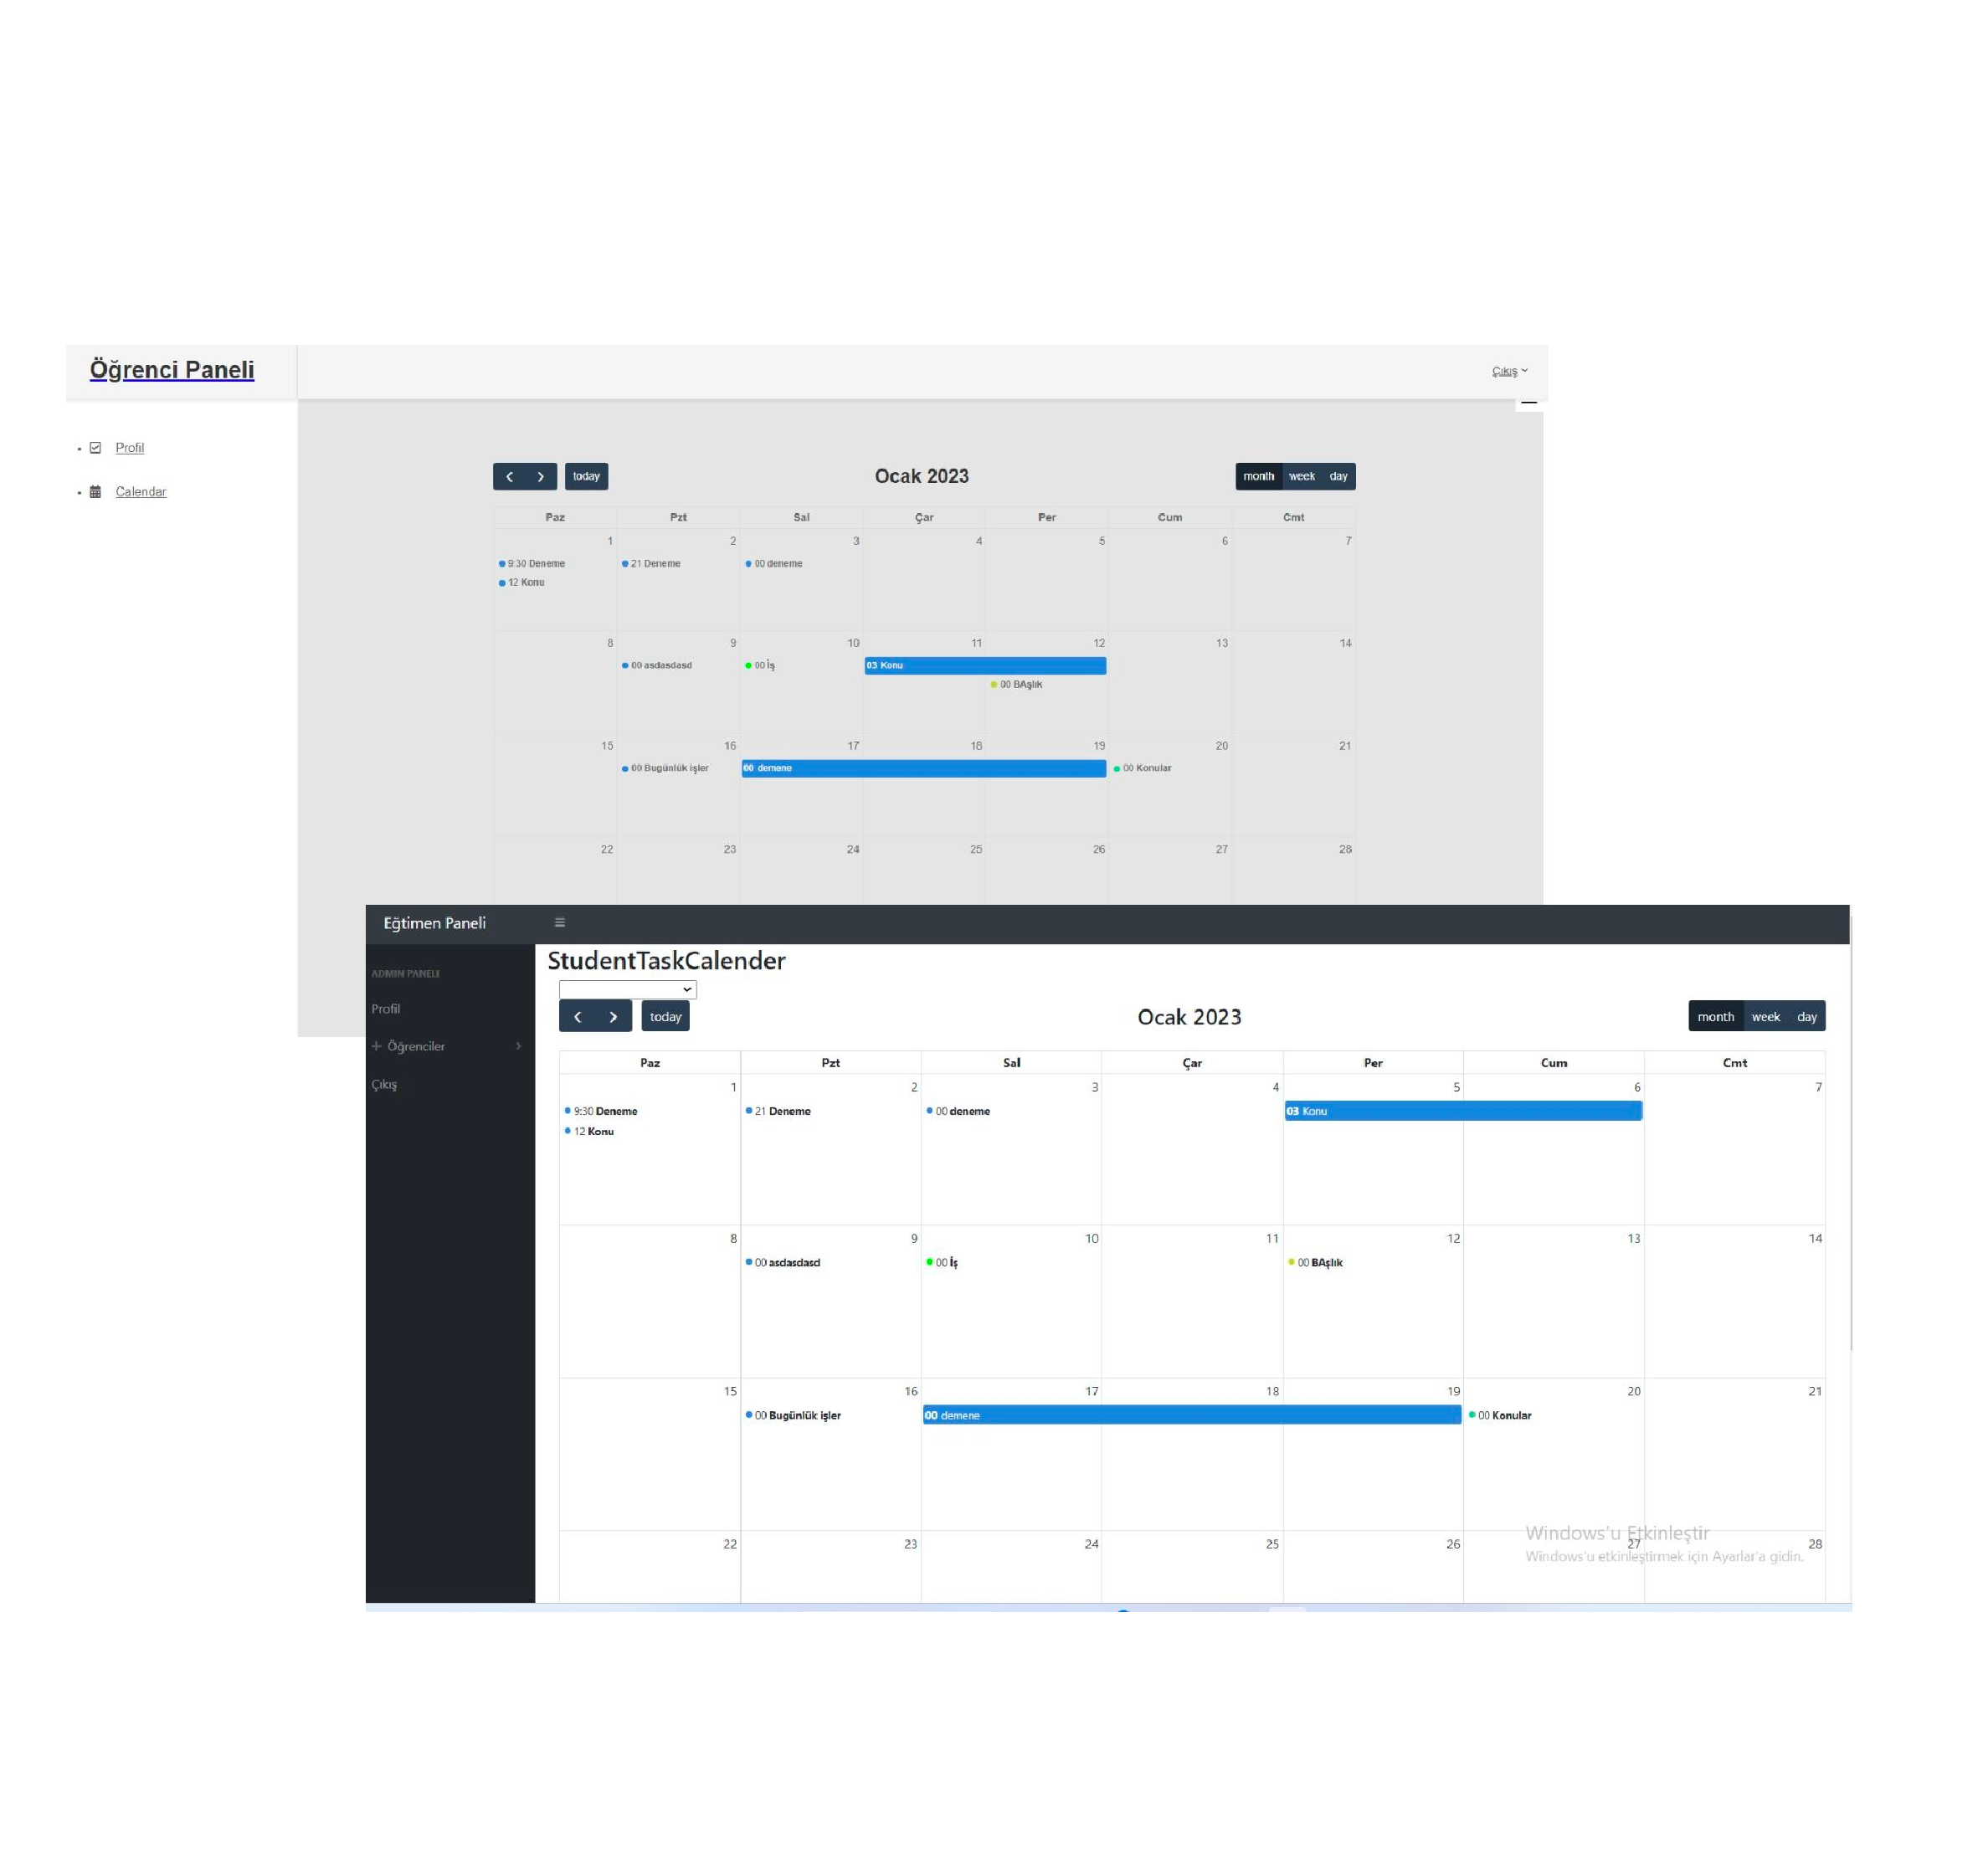 Öğrenci Paneli
Çıkış
Profil
Calendar
today
Ocak 2023
month week day
Paz Pzt Sal Çar Per Cum Cmt
1 2 3 4 5 6 7
9:30 Deneme 21 Deneme 00 deneme
12 Konu
8 9 10 11 12 13 14
00 asdasdasd 00 İş 03 Konu
00 BAşlık
15 16 17 18 19 20 21
00 Bugünlük işler 00 demene 00 Konular
22 23 24 25 26 27 28
Eğtimen Paneli
ADMIN PANELI
Profil
Öğrenciler
Çıkış
StudentTaskCalender
today
Ocak 2023
month week day
Paz Pzt Sal Çar Per Cum Cmt
1 2 3 4 5 6 7
9:30 Deneme 21 Deneme 00 deneme 03 Konu
12 Konu
8 9 10 11 12 13 14
00 asdasdasd 00 İş 00 BAşlık
15 16 17 18 19 20 21
00 Bugünlük işler 00 demene 00 Konular
22 23 24 25 26 27 28
Windows'u Etkinleştir
Windows'u etkinleştirmek için Ayarlar'a gidin.